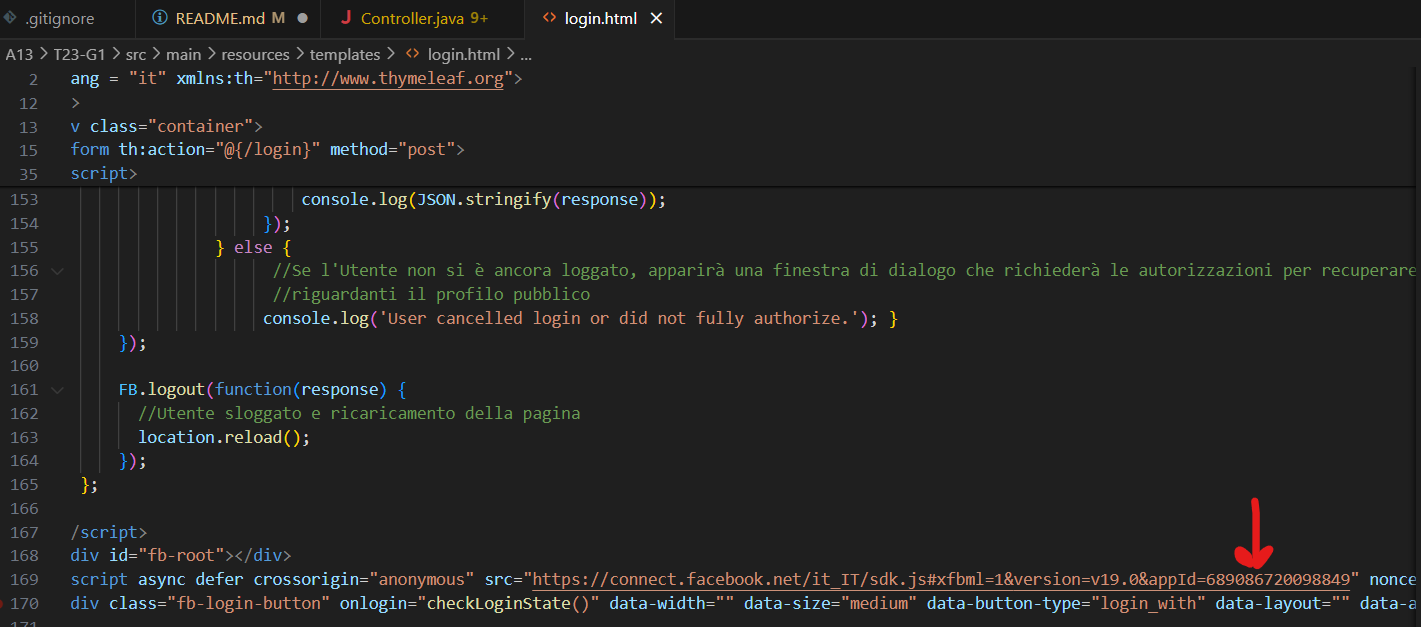 .gitignore README.md M Controller.java 9+ login.html
A13 > T23-G1 > src > main > resources > templates > login.html > ...
2 ang = "it" xmlns:th="http://www.thymeleaf.org">
12 >
13 v class="container">
15 form th:action="@{/login}" method="post">
35 script>
153 console.log(JSON.stringify(response));
154 });
155 } else {
156 //Se l'Utente non si è ancora loggato, apparirà una finestra di dialogo che richiederà le autorizzazioni per recuperare
157 //riguardanti il profilo pubblico
158 console.log('User cancelled login or did not fully authorize.'); }
159 });
160
161 FB.logout(function(response) {
162 //Utente sloggato e ricaricamento della pagina
163 location.reload();
164 });
165 };
166
167 /script>
168 div id="fb-root"></div>
169 script async defer crossorigin="anonymous" src="https://connect.facebook.net/it_IT/sdk.js#xfbml=1&version=v19.0&appId=689086720098849" nonce
170 div class="fb-login-button" onlogin="checkLoginState()" data-width="" data-size="medium" data-button-type="login_with" data-layout="" data-a
171